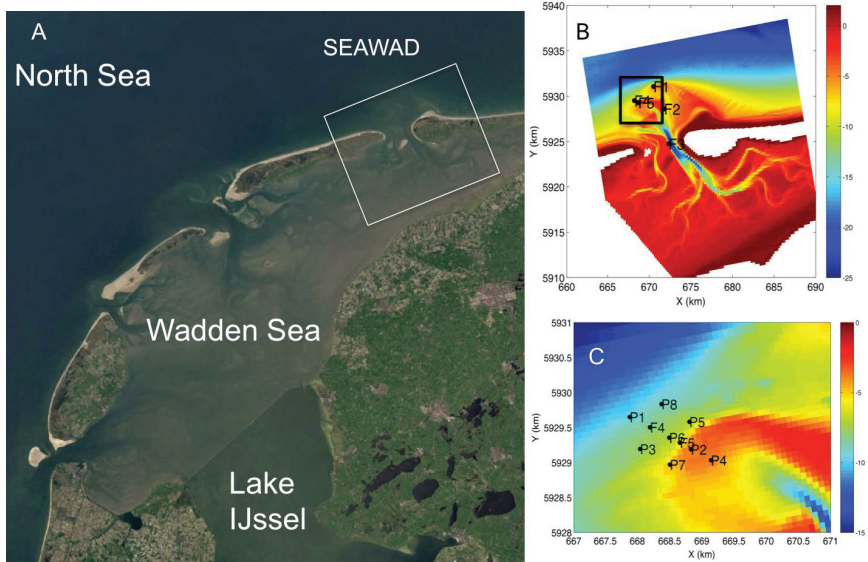 A
SEAWAD
North Sea
Wadden Sea
Lake
IJssel
B
5940
5935
5930
5925
5920
5915
5910
Y (km)
660 665 670 675 680 685 690
X (km)
0
-5
-10
-15
-20
-25
F1
F4
F5
F2
F3
C
5931
5930
5929.5
5929
5928.5
5928
Y (km)
667 667.5 668 668.5 669 669.5 670 670.5 671
X (km)
0
-5
-10
-15
P8
P1
P5
F4
P6
F5
P3
P2
P7
P4